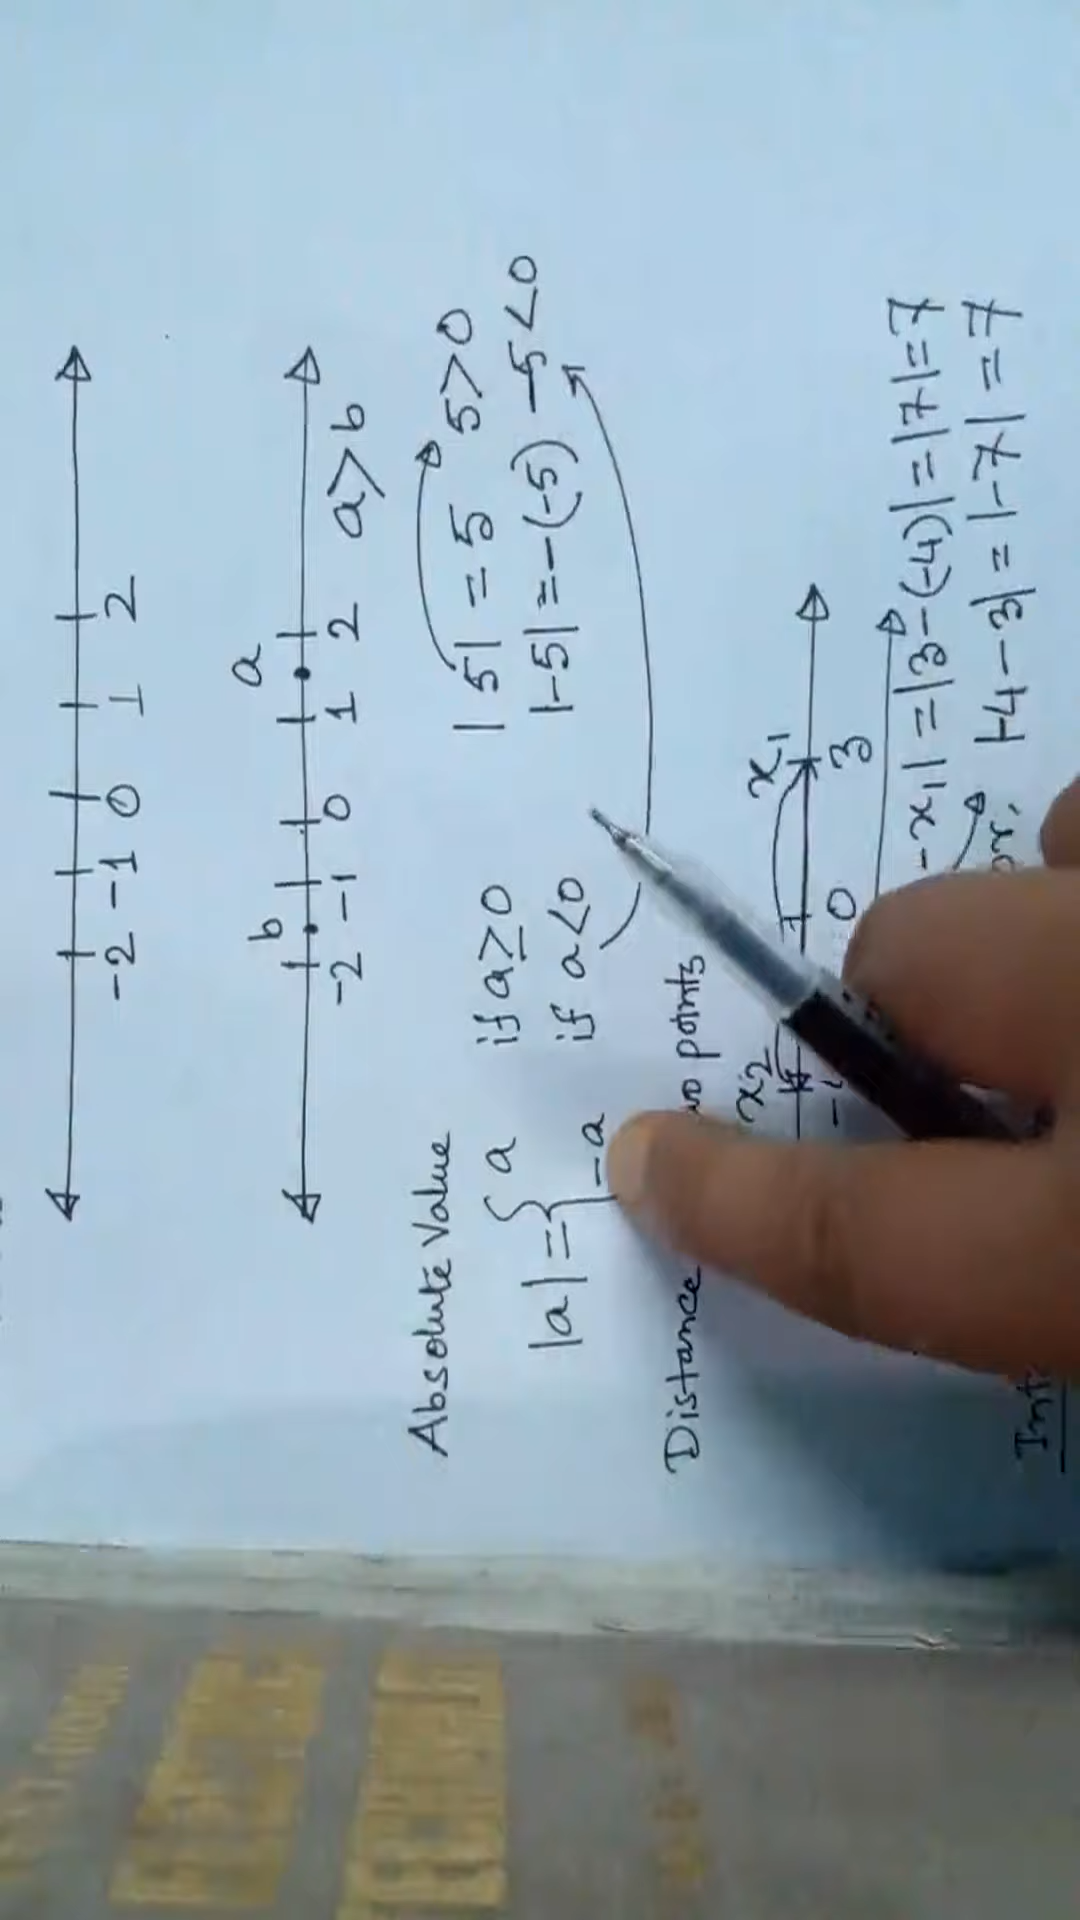 -2 -1 0 1 2
b a
-2 -1 0 1 2 a>b
Absolute Value
|a| = { a if a≥0 |5| = 5 5>0
-a if a<0 |-5| = -(-5) -5<0
Distance points
x2 x1
0 3
-x1| = |3-(-4)| = |7| = 7
or. |-4-3| = |-7| = 7